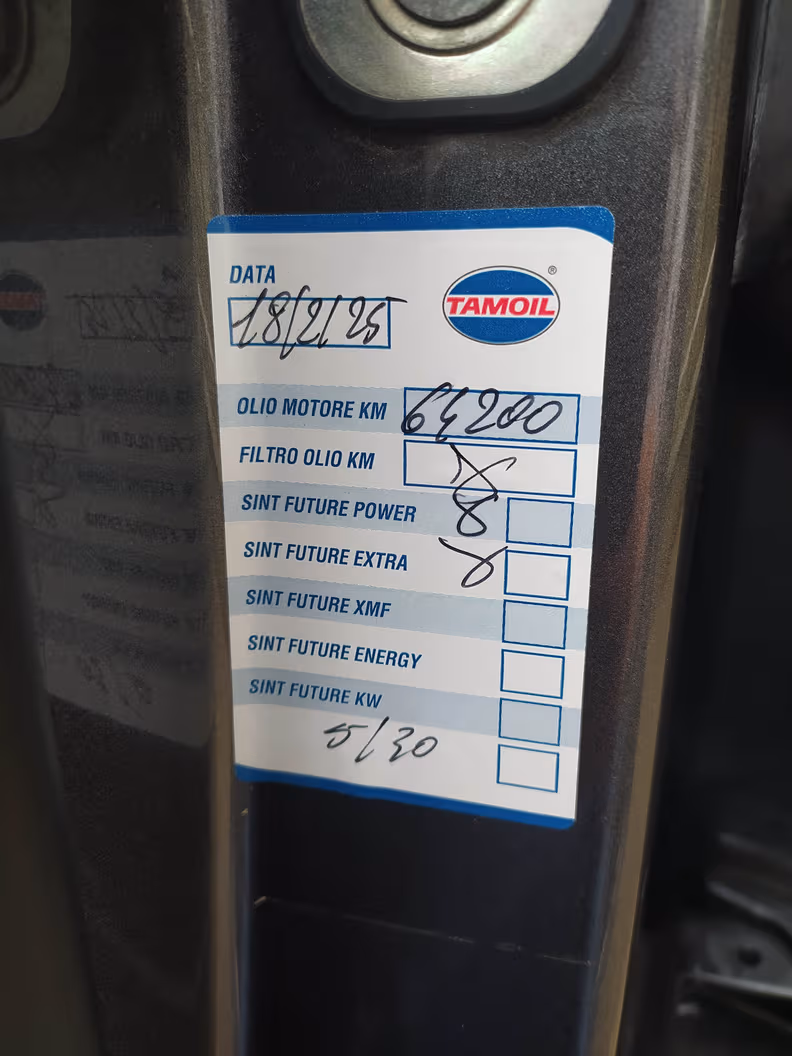 DATA
18/2/25
TAMOIL®
OLIO MOTORE KM 64200
FILTRO OLIO KM
SINT FUTURE POWER
SINT FUTURE EXTRA
SINT FUTURE XMF
SINT FUTURE ENERGY
SINT FUTURE KW
5/30